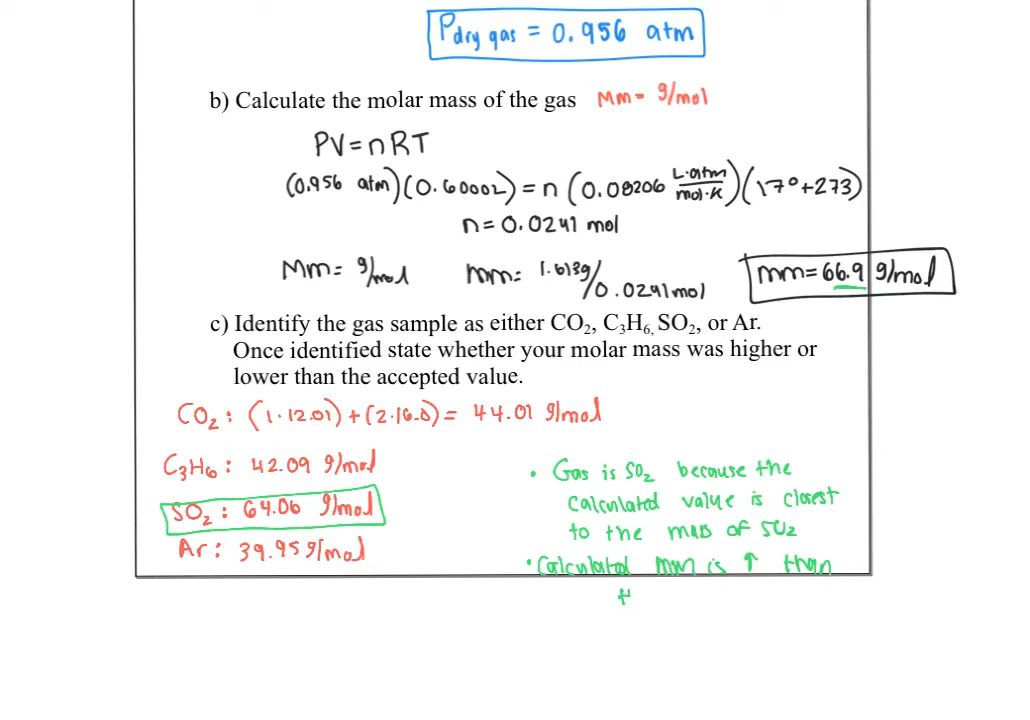 P dry gas = 0.956 atm
b) Calculate the molar mass of the gas Mm= g/mol
PV=nRT
(0.956 atm)(0.6000L)=n(0.08206 L·atm/mol·K)(17°+273)
n=0.0241 mol
Mm= g/mol mm= 1.613g/0.0241mol mm=66.9 g/mol
c) Identify the gas sample as either CO₂, C₃H₆, SO₂, or Ar.
Once identified state whether your molar mass was higher or
lower than the accepted value.
CO₂: (1·12.01)+(2·16.0)= 44.01 g/mol
C₃H₆: 42.09 g/mol
SO₂: 64.06 g/mol
Ar: 39.95g/mol
• Gas is SO₂ because the
calculated value is closest
to the mass of SO₂
• Calculated mm is ↑ than
t